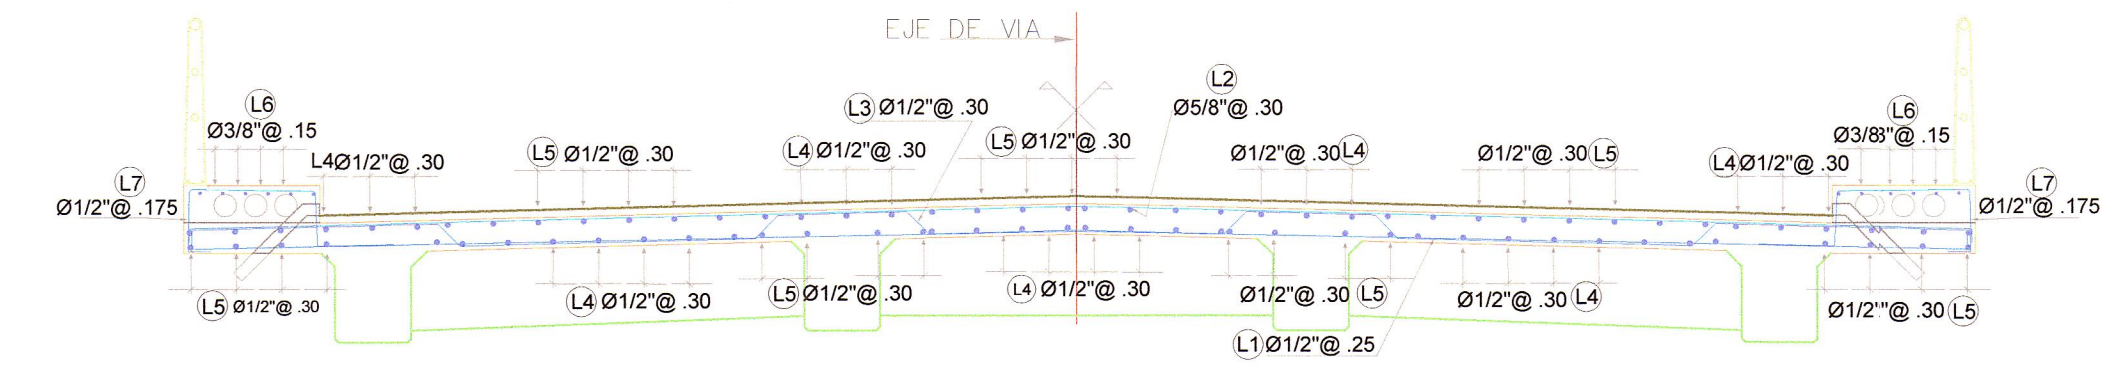 EJE DE VIA
L2
Ø5/8"@ .30
L3 Ø1/2"@ .30
L6
Ø3/8"@ .15
L6
Ø3/8"@ .15
L4 Ø1/2"@ .30
L5 Ø1/2"@ .30
L4 Ø1/2"@ .30
L5 Ø1/2"@ .30
Ø1/2"@ .30 L4
Ø1/2"@ .30 L5
L4 Ø1/2"@ .30
L7
Ø1/2"@ .175
L7
Ø1/2"@ .175
L5 Ø1/2"@ .30
L4 Ø1/2"@ .30
L5 Ø1/2"@ .30
L4 Ø1/2"@ .30
Ø1/2"@ .30 L5
Ø1/2"@ .30 L4
Ø1/2"@ .30 L5
L1 Ø1/2"@ .25